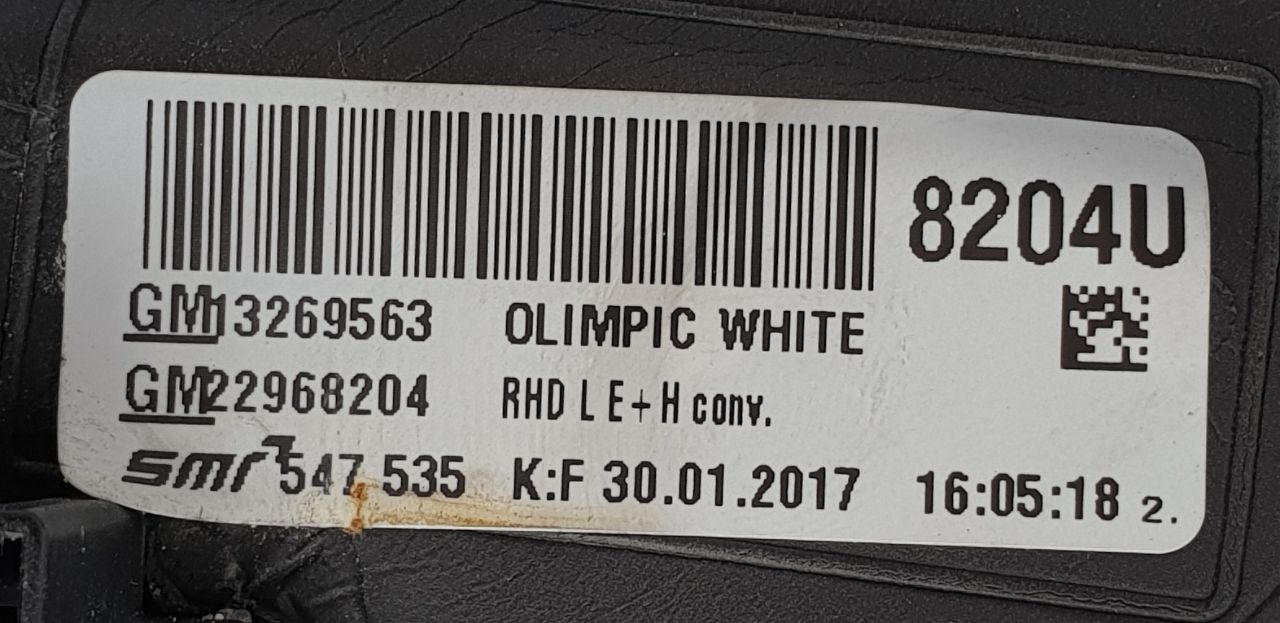 8204U
GM13269563 OLIMPIC WHITE
GM22968204 RHD L E+H conv.
smr 547 535 K:F 30.01.2017 16:05:18 2.